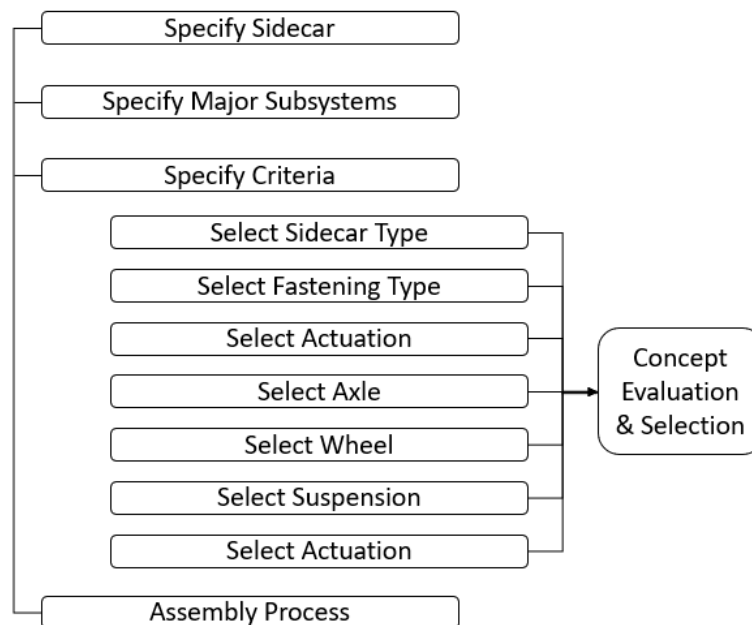 Specify Sidecar
Specify Major Subsystems
Specify Criteria
Select Sidecar Type
Select Fastening Type
Select Actuation
Select Axle
Select Wheel
Select Suspension
Select Actuation
Concept
Evaluation
& Selection
Assembly Process